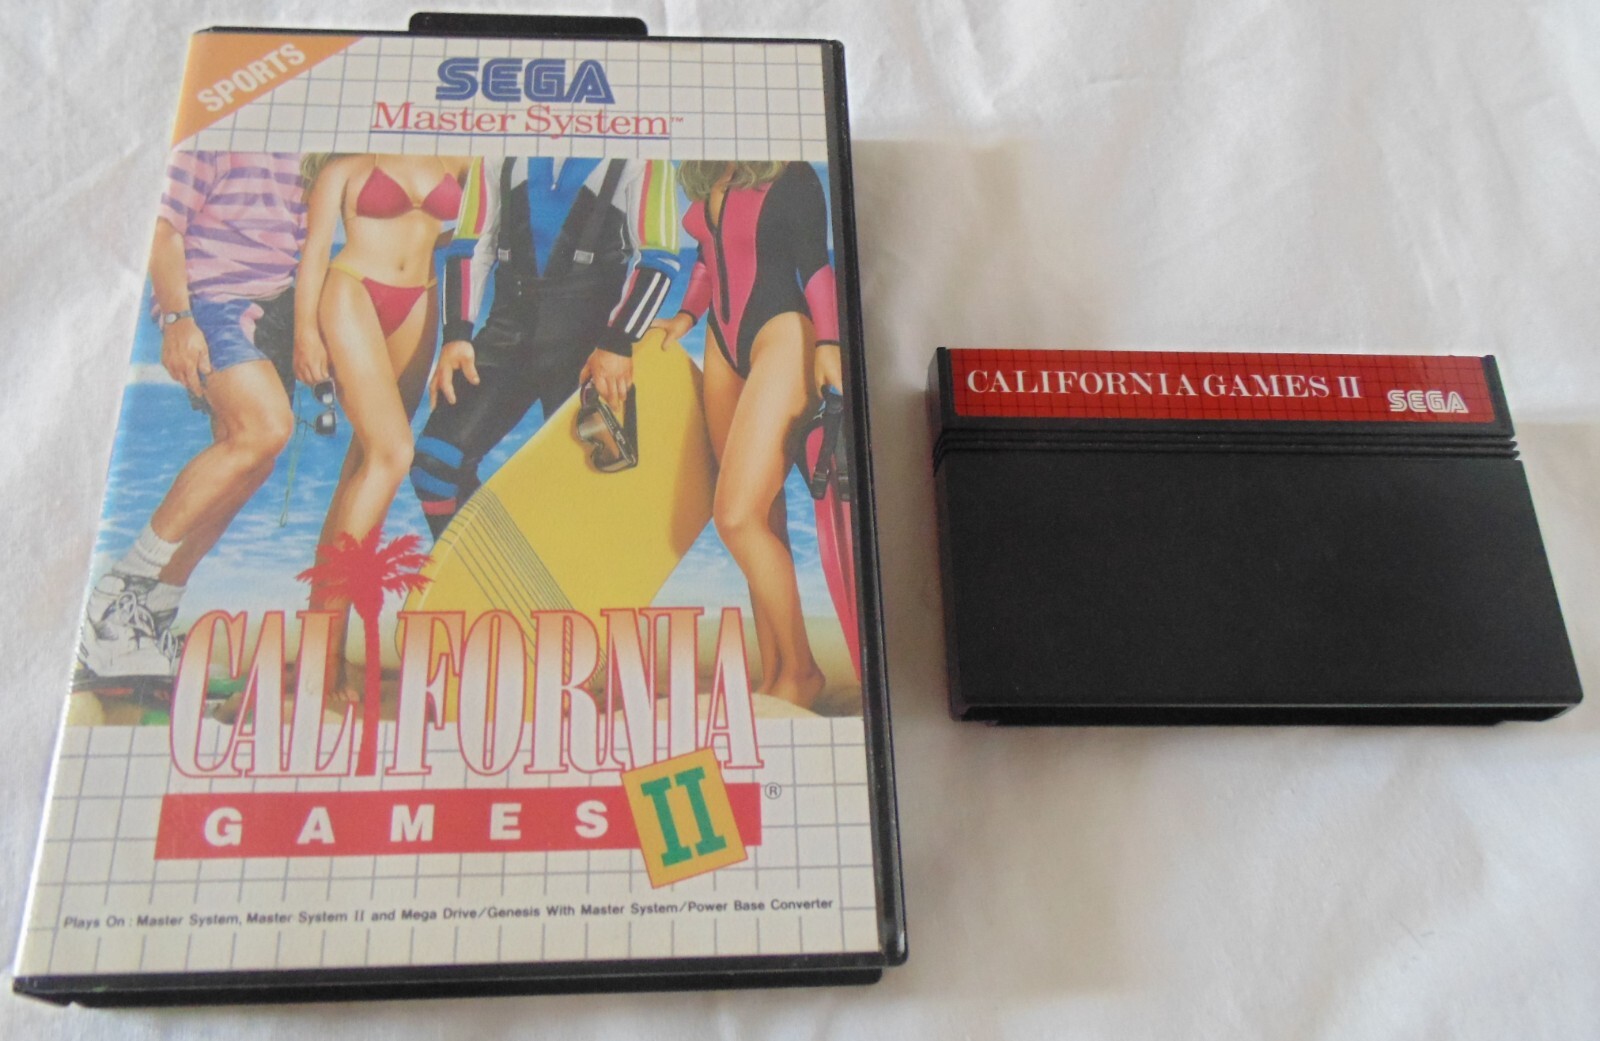 SPORTS
SEGA
Master System™
CALIFORNIA
GAMES II ®
Plays On : Master System, Master System II and Mega Drive/Genesis With Master System/Power Base Converter
CALIFORNIA GAMES II
SEGA